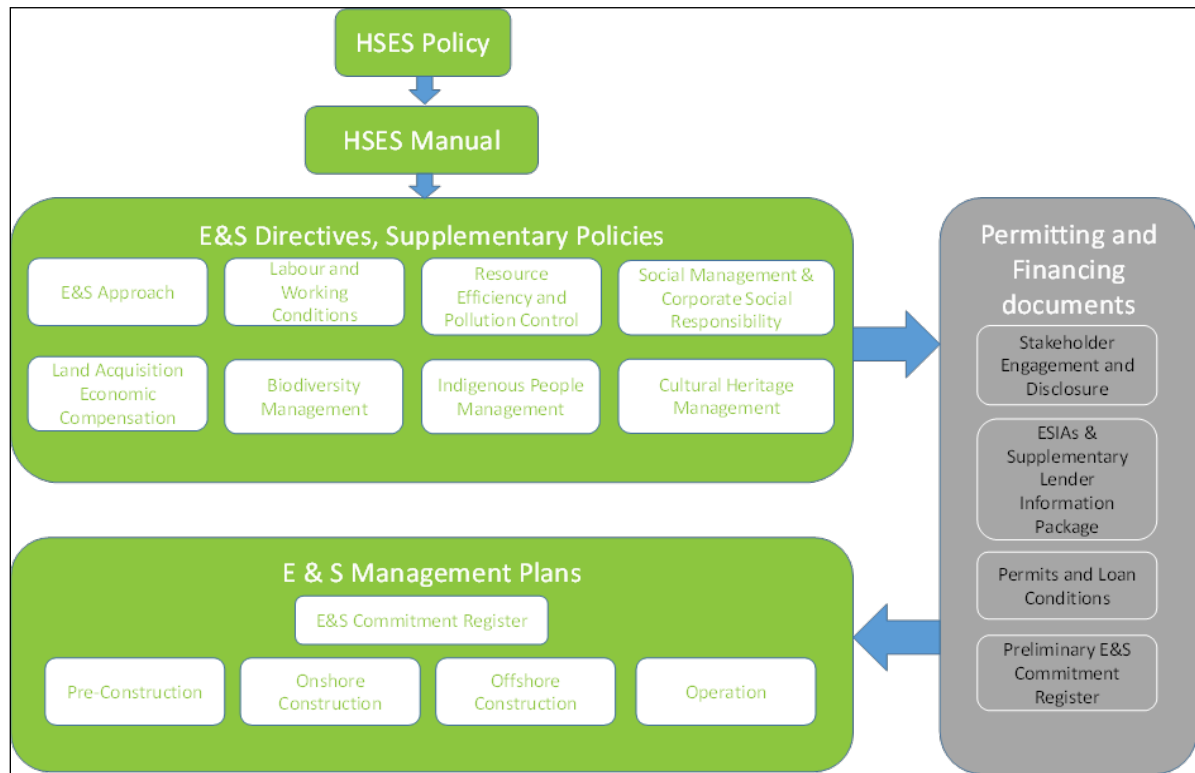 HSES Policy
HSES Manual
E&S Directives, Supplementary Policies
E&S Approach
Labour and
Working
Conditions
Resource
Efficiency and
Pollution Control
Social Management &
Corporate Social
Responsibility
Land Acquisition
Economic
Compensation
Biodiversity
Management
Indigenous People
Management
Cultural Heritage
Management
Permitting and
Financing
documents
Stakeholder
Engagement and
Disclosure
ESIAs &
Supplementary
Lender
Information
Package
Permits and Loan
Conditions
Preliminary E&S
Commitment
Register
E & S Management Plans
E&S Commitment Register
Pre-Construction
Onshore
Construction
Offshore
Construction
Operation